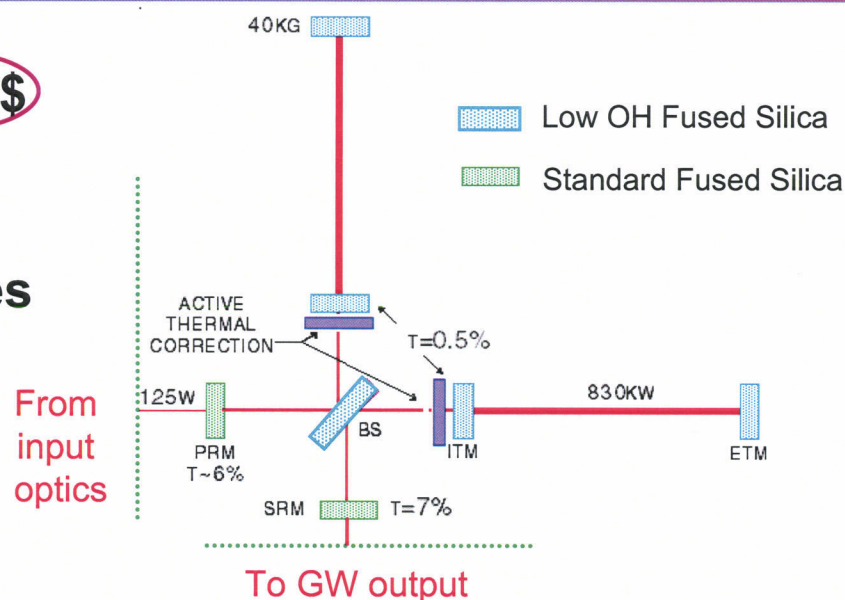 40KG
$
Low OH Fused Silica
Standard Fused Silica
es
ACTIVE
THERMAL
CORRECTION
T=0.5%
125W
830KW
From
input
optics
PRM
T~6%
BS
ITM
ETM
SRM
T=7%
To GW output